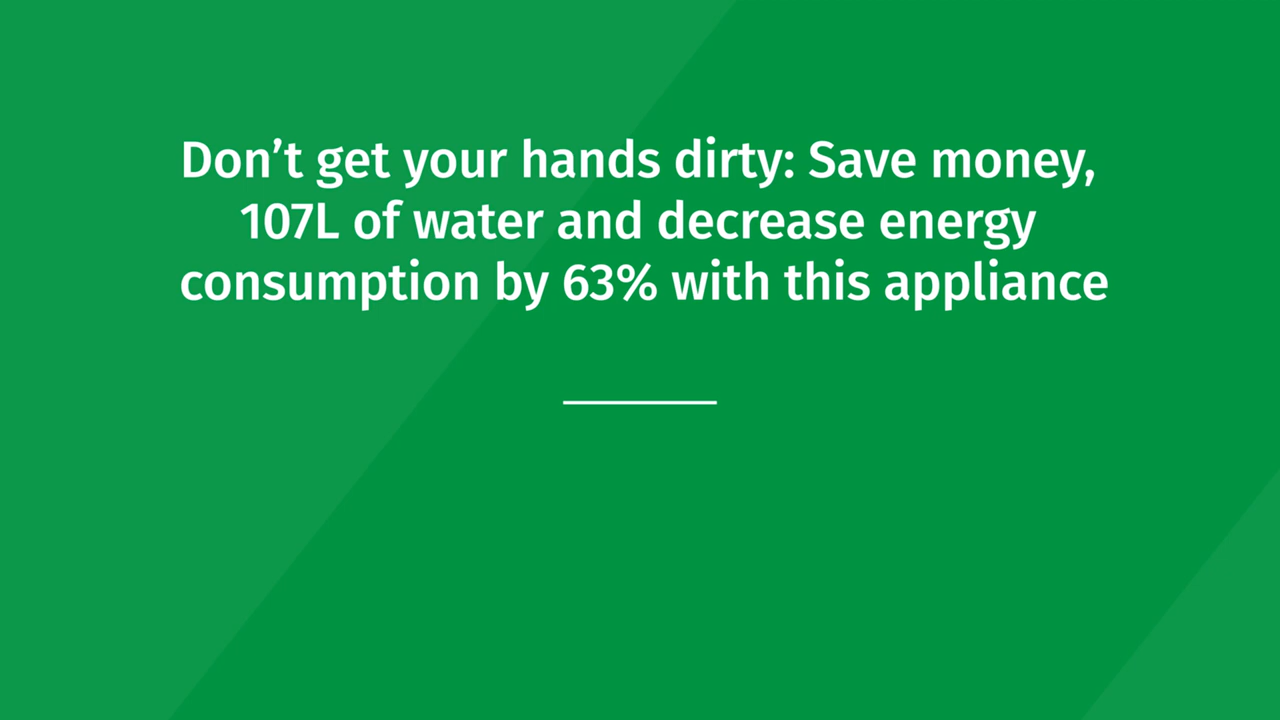 Don’t get your hands dirty: Save money,
107L of water and decrease energy
consumption by 63% with this appliance